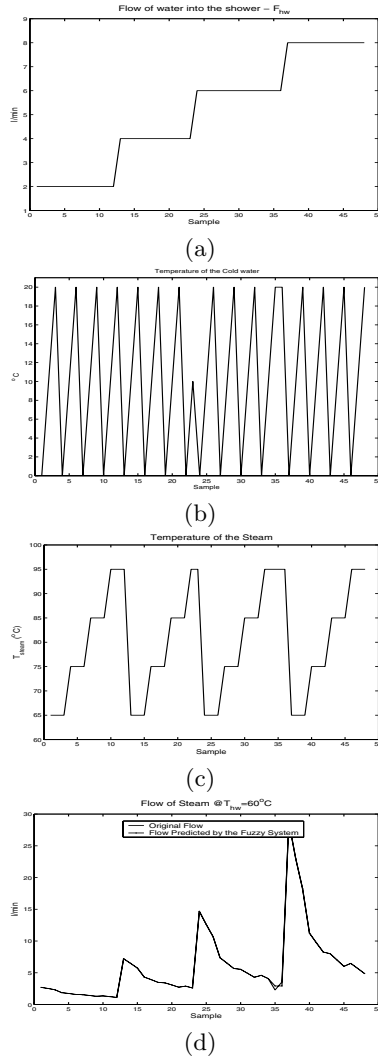 Flow of water into the shower – F_hw
9
8
7
6
5
4
3
2
1
l/min
0 5 10 15 20 25 30 35 40 45 50
Sample
(a)
Temperature of the Cold water
20
18
16
14
12
10
8
6
4
2
0
°C
0 5 10 15 20 25 30 35 40 45 50
Sample
(b)
Temperature of the Steam
100
95
90
85
80
75
70
65
60
T_steam (°C)
0 5 10 15 20 25 30 35 40 45 50
Sample
(c)
Flow of Steam @T_hw=60°C
Original Flow
Flow Predicted by the Fuzzy System
30
25
20
15
10
5
0
l/min
0 5 10 15 20 25 30 35 40 45 50
Sample
(d)